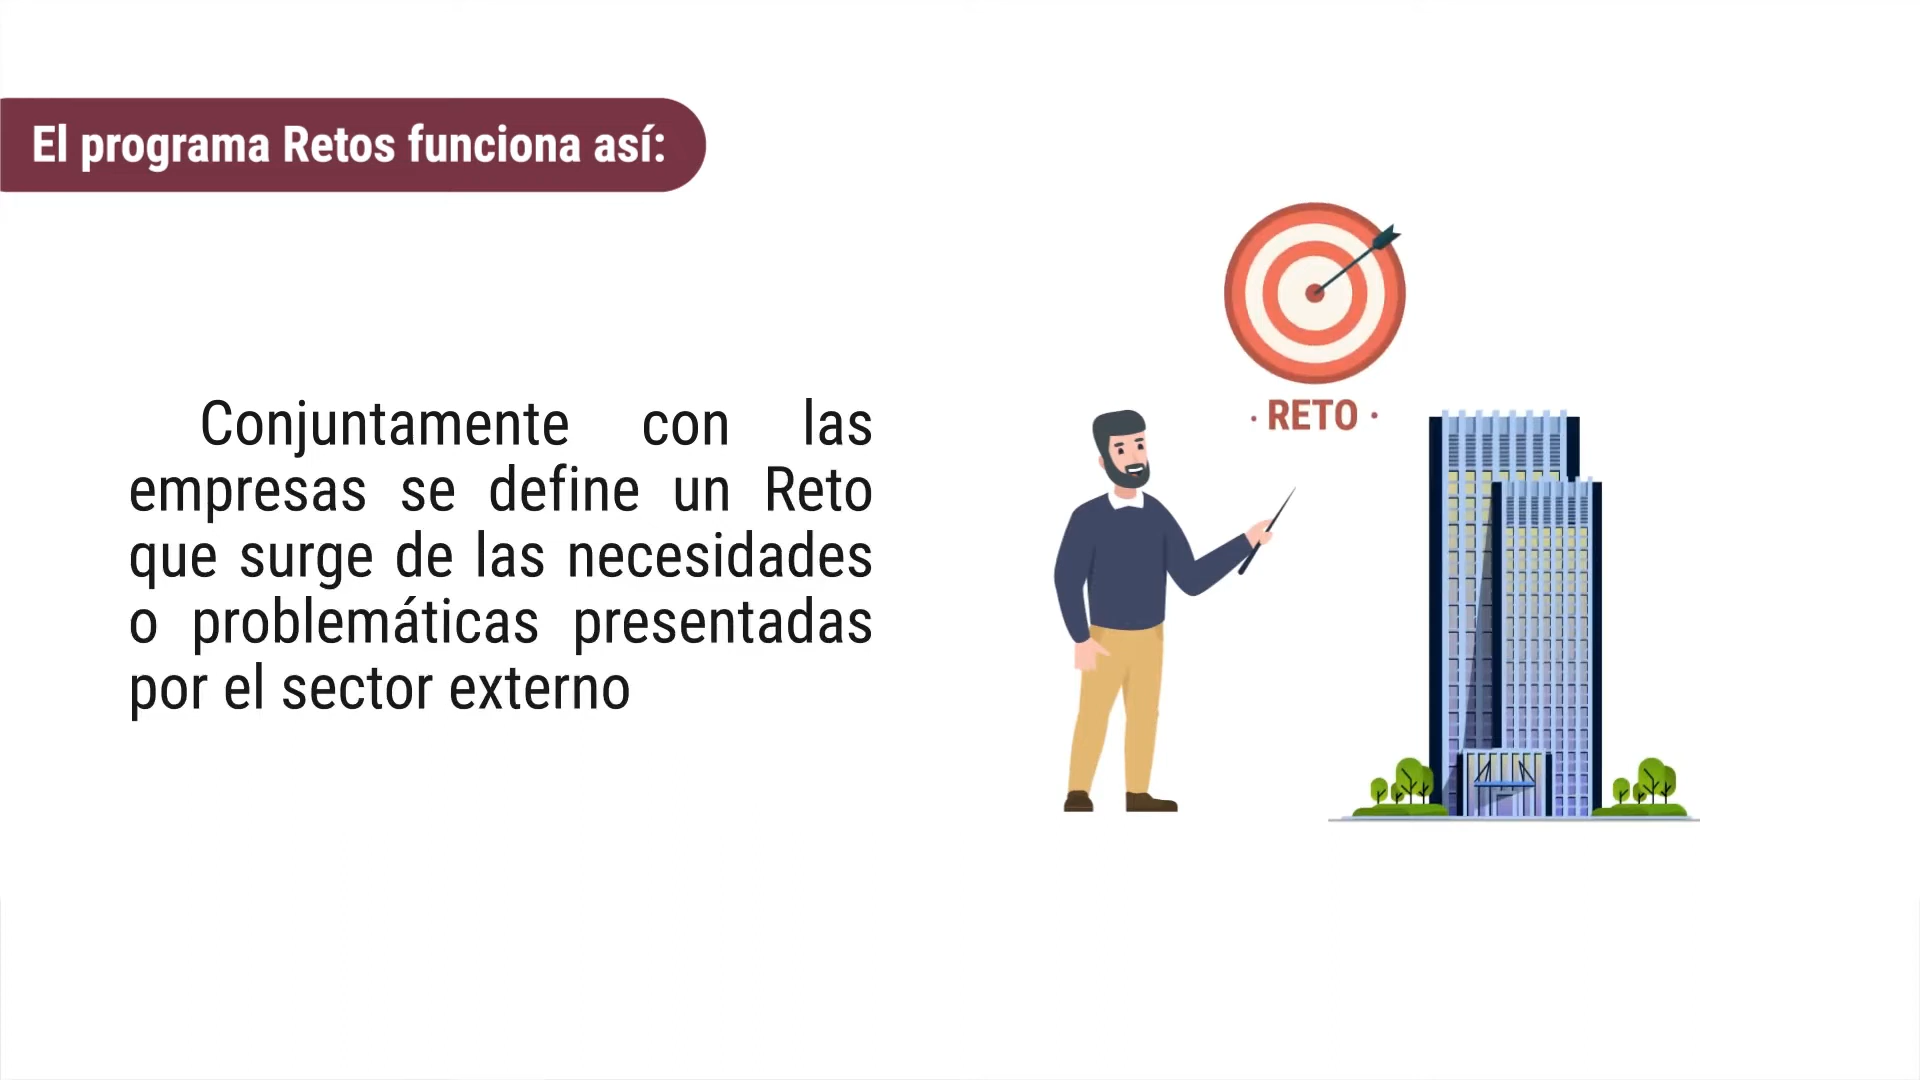 El programa Retos funciona así:
Conjuntamente con las
empresas se define un Reto
que surge de las necesidades
o problemáticas presentadas
por el sector externo
· RETO ·